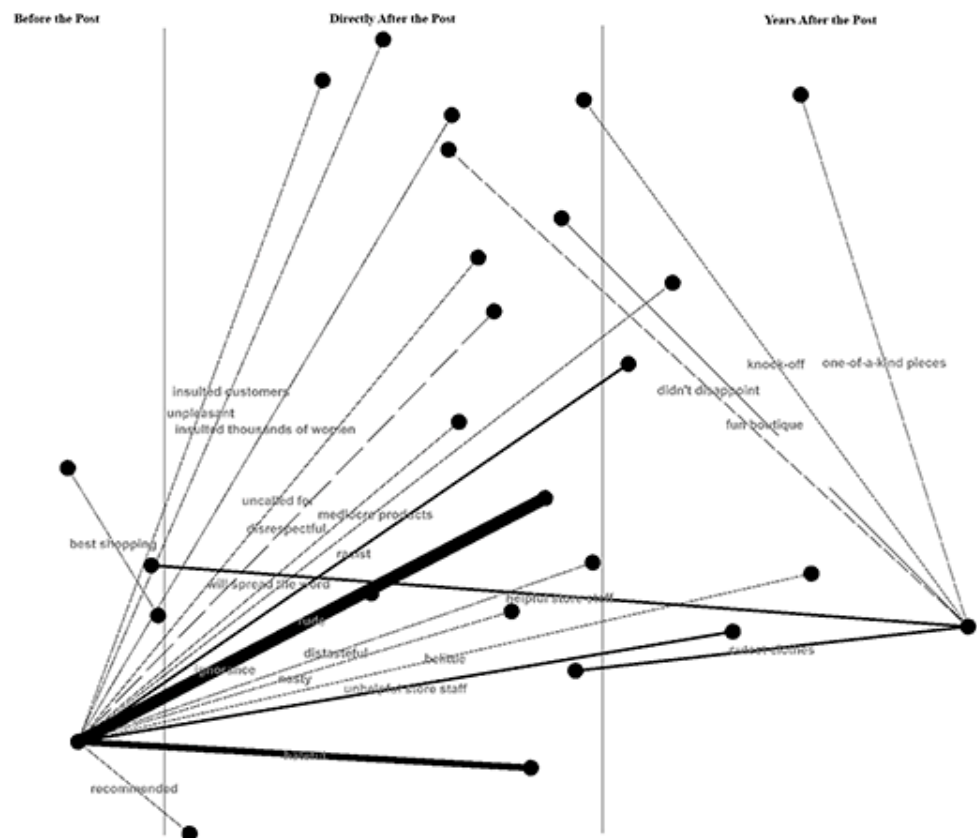 Before the Post
Directly After the Post
Years After the Post
insulted customers
unpleasant
insulted thousands of women
knock-off
one-of-a-kind pieces
didn't disappoint
fun boutique
uncalled for
mediocre products
disrespectful
best shopping
racist
will spread the word
helpful store staff
rude
distasteful
belittle
cutest clothes
ignorance
nasty
unhelpful store staff
hateful
recommended